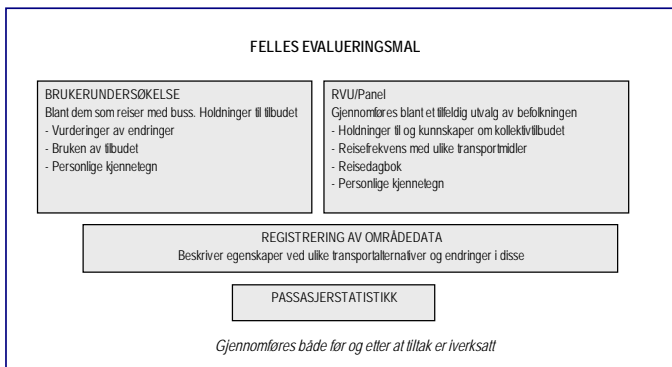 FELLES EVALUERINGSMAL
BRUKERUNDERSØKELSE
Blant dem som reiser med buss. Holdninger til tilbudet
- Vurderinger av endringer
- Bruken av tilbudet
- Personlige kjennetegn
RVU/Panel
Gjennomføres blant et tilfeldig utvalg av befolkningen
- Holdninger til og kunnskaper om kollektivtilbudet
- Reisefrekvens med ulike transportmidler
- Reisedagbok
- Personlige kjennetegn
REGISTRERING AV OMRÅDEDATA
Beskriver egenskaper ved ulike transportalternativer og endringer i disse
PASSASJERSTATISTIKK
Gjennomføres både før og etter at tiltak er iverksatt